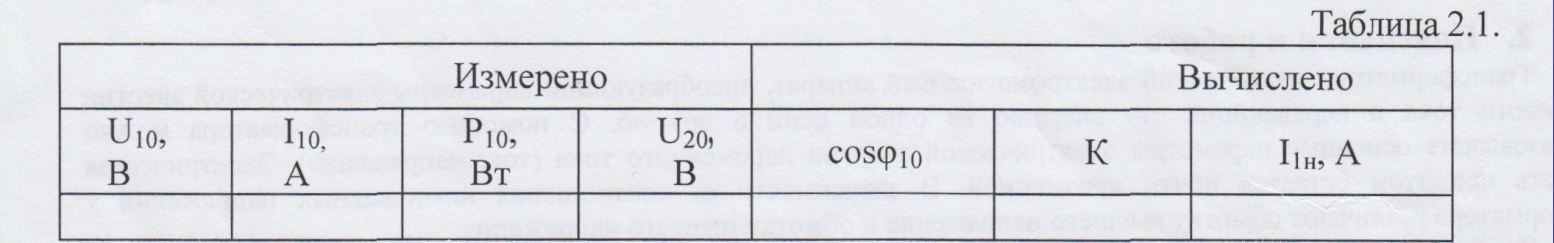 Таблица 2.1.
Измерено Вычислено
U10, I10, P10, U20, cosφ10 К I1н, А
В А Вт В